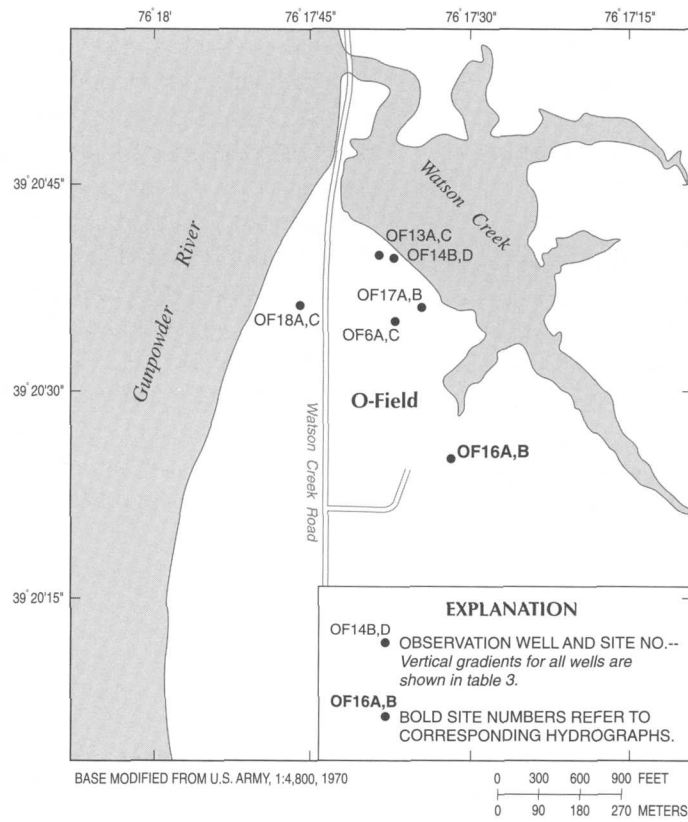 76°18' 76°17'45" 76°17'30" 76°17'15"
39°20'45"
39°20'30"
39°20'15"
Gunpowder River
Watson Creek
OF13A,C
OF14B,D
OF17A,B
OF18A,C
OF6A,C
O-Field
OF16A,B
Watson Creek Road
EXPLANATION
OF14B,D
OBSERVATION WELL AND SITE NO.--
Vertical gradients for all wells are
shown in table 3.
OF16A,B
BOLD SITE NUMBERS REFER TO
CORRESPONDING HYDROGRAPHS.
BASE MODIFIED FROM U.S. ARMY, 1:4,800, 1970
0 300 600 900 FEET
0 90 180 270 METERS